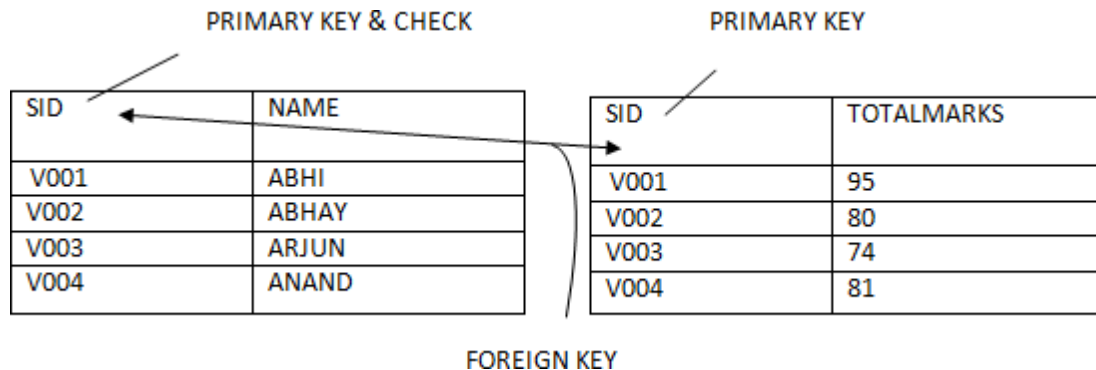 PRIMARY KEY & CHECK PRIMARY KEY
SID NAME
V001 ABHI
V002 ABHAY
V003 ARJUN
V004 ANAND
SID TOTALMARKS
V001 95
V002 80
V003 74
V004 81
FOREIGN KEY